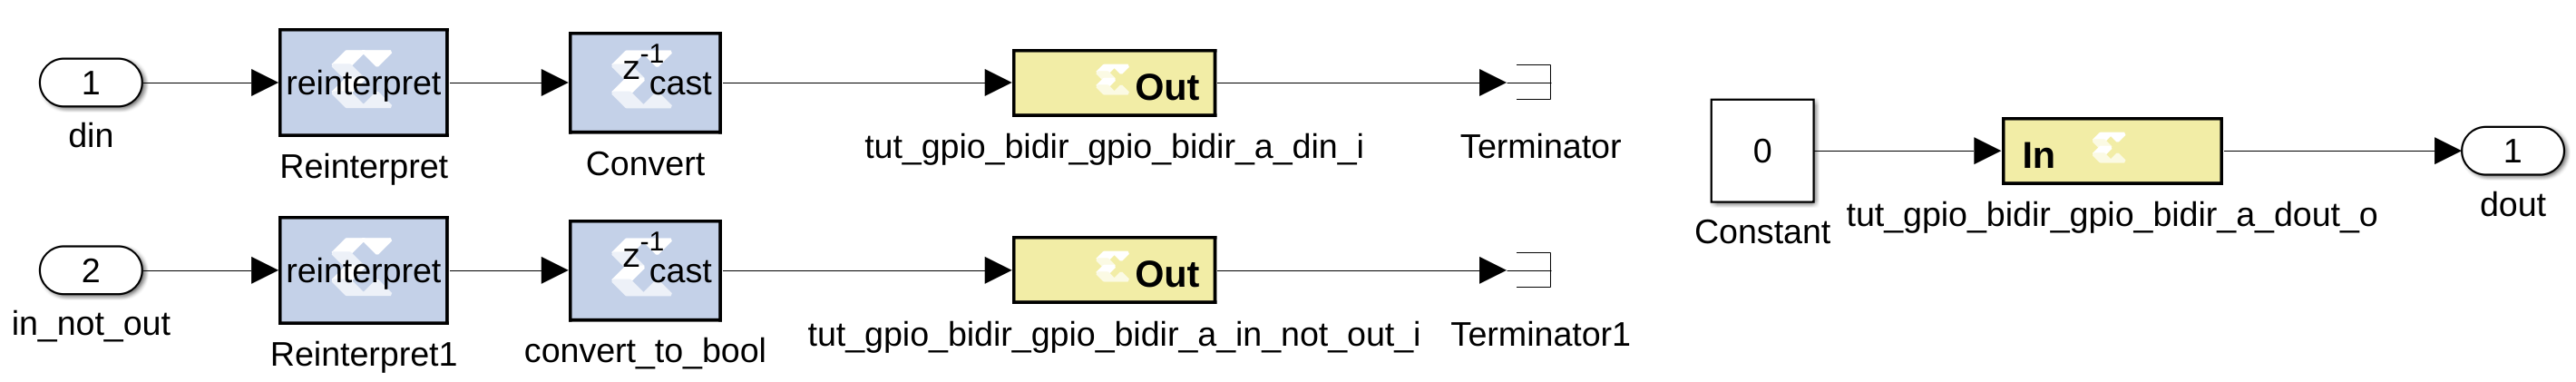 1
din
reinterpret
Reinterpret
z-1
cast
Convert
Out
tut_gpio_bidir_gpio_bidir_a_din_i
Terminator
2
in_not_out
reinterpret
Reinterpret1
z-1
cast
convert_to_bool
Out
tut_gpio_bidir_gpio_bidir_a_in_not_out_i
Terminator1
0
Constant
In
tut_gpio_bidir_gpio_bidir_a_dout_o
1
dout